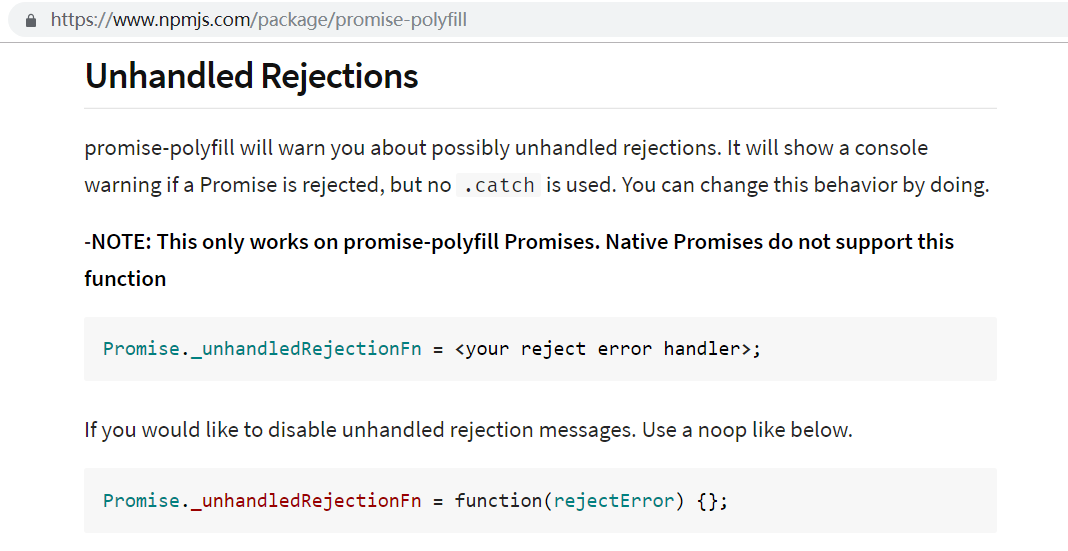 https://www.npmjs.com/package/promise-polyfill
Unhandled Rejections
promise-polyfill will warn you about possibly unhandled rejections. It will show a console
warning if a Promise is rejected, but no .catch is used. You can change this behavior by doing.
-NOTE: This only works on promise-polyfill Promises. Native Promises do not support this
function
Promise._unhandledRejectionFn = <your reject error handler>;
If you would like to disable unhandled rejection messages. Use a noop like below.
Promise._unhandledRejectionFn = function(rejectError) {};